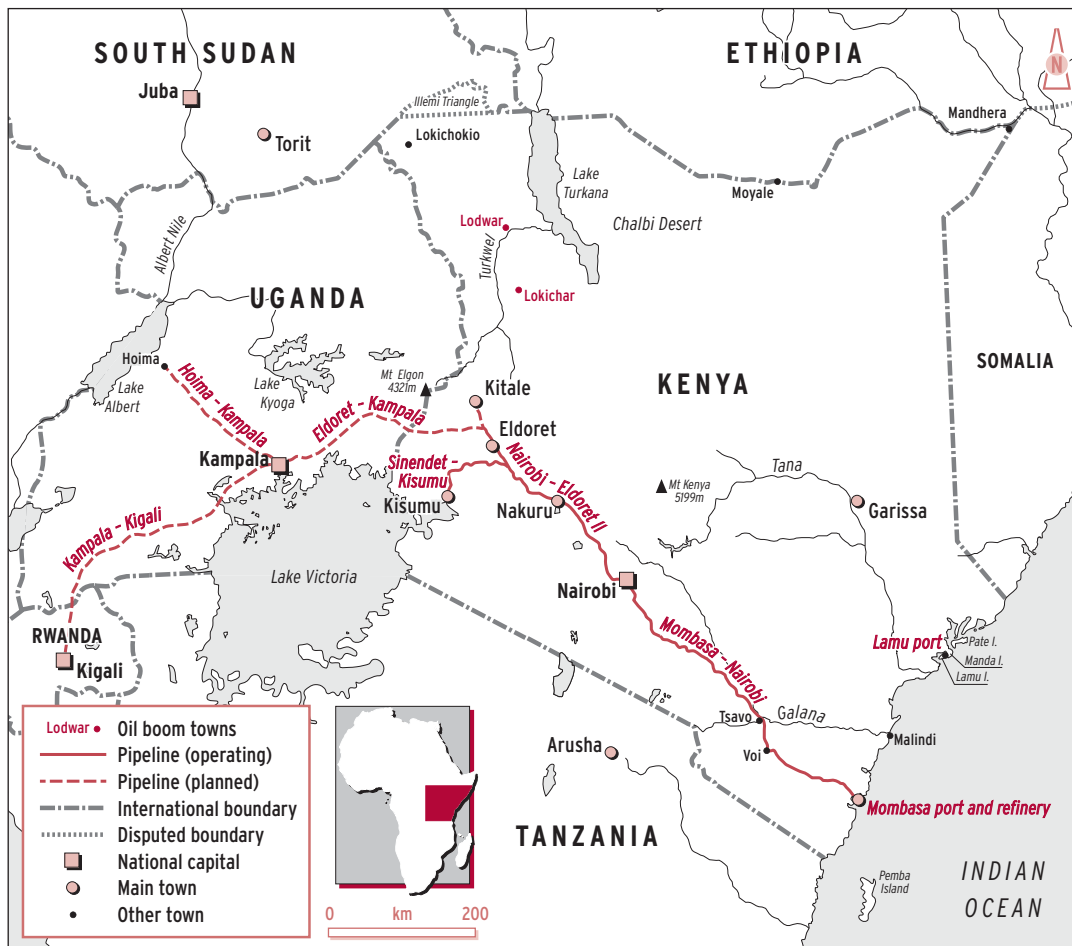 SOUTH SUDAN
ETHIOPIA
N
Juba
Illemi Triangle
Mandhera
Torit
Lokichokio
Lake
Turkana
Moyale
Albert Nile
Lodwar
Chalbi Desert
Turkwel
UGANDA
Lokichar
Hoima
Lake
Albert
Hoima - Kampala
Lake
Kyoga
Mt Elgon
4321m
Kitale
KENYA
SOMALIA
Eldoret - Kampala
Eldoret
Kampala
Sinendet -
Kisumu
Nairobi - Eldoret II
Tana
Mt Kenya
5199m
Kisumu
Nakuru
Garissa
Kampala - Kigali
Lake Victoria
Nairobi
RWANDA
Kigali
Mombasa - Nairobi
Lamu port
Pate I.
Manda I.
Lamu I.
Tsavo
Galana
Malindi
Arusha
Voi
Mombasa port and refinery
TANZANIA
Pemba
Island
INDIAN
OCEAN
Lodwar
Oil boom towns
Pipeline (operating)
Pipeline (planned)
International boundary
Disputed boundary
National capital
Main town
Other town
0 km 200